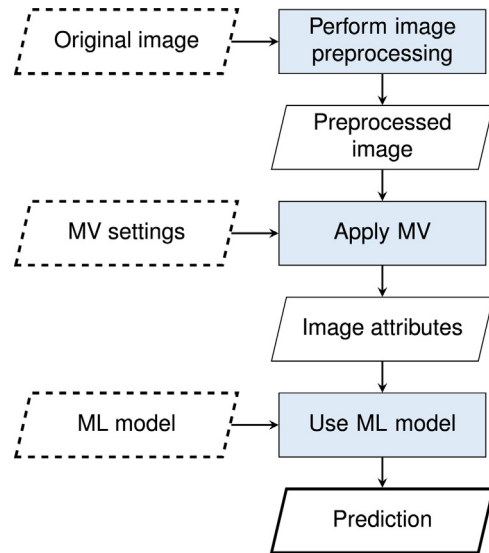 Original image
Perform image
preprocessing
Preprocessed
image
MV settings
Apply MV
Image attributes
ML model
Use ML model
Prediction